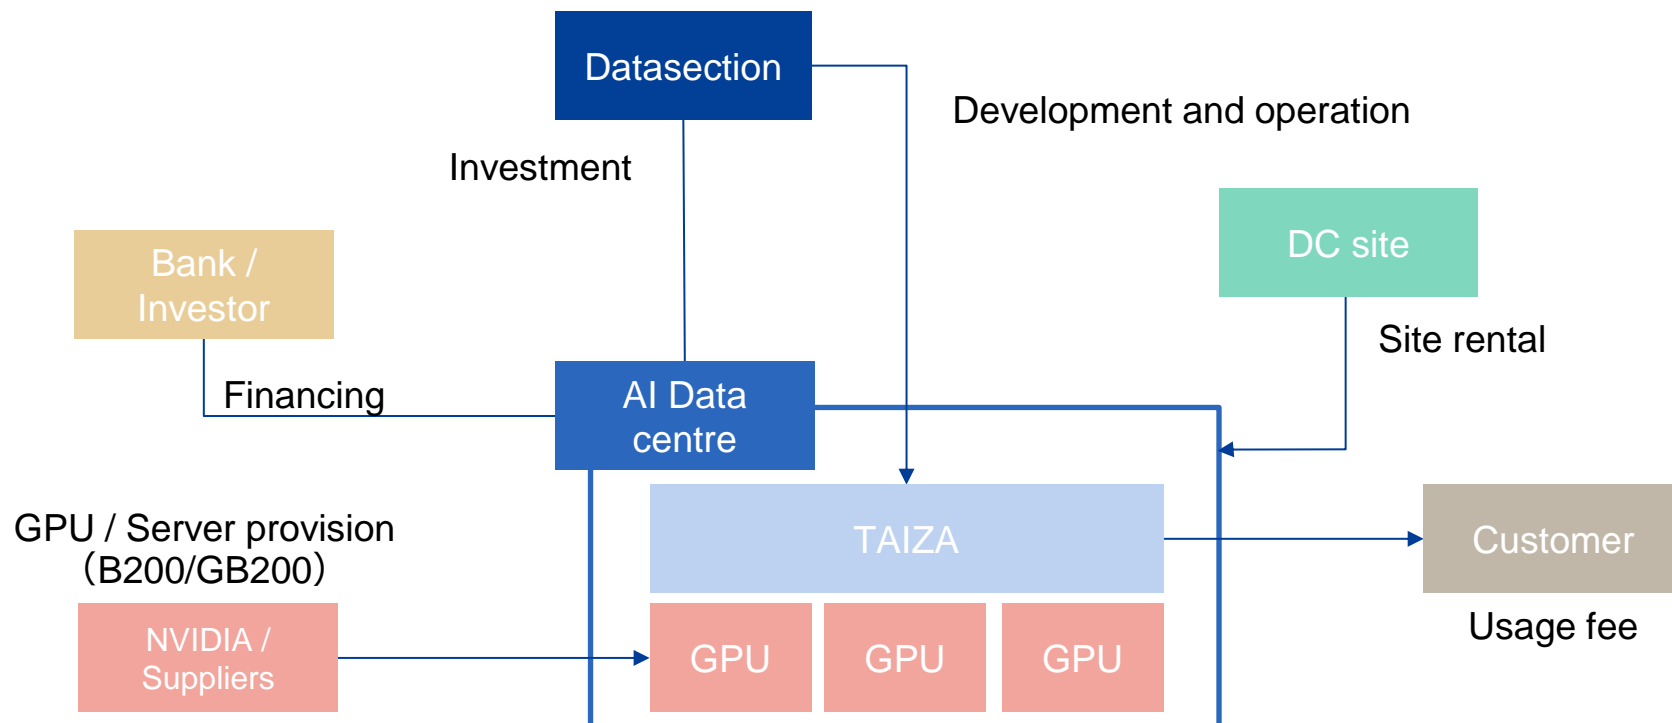 Datasection
Development and operation
Investment
DC site
Bank /
Investor
Site rental
Financing
AI Data
centre
GPU / Server provision
（B200/GB200）
TAIZA
Customer
NVIDIA /
Suppliers
GPU
GPU
GPU
Usage fee